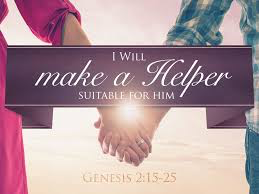 I Will
make a Helper
suitable for him
Genesis 2:15-25